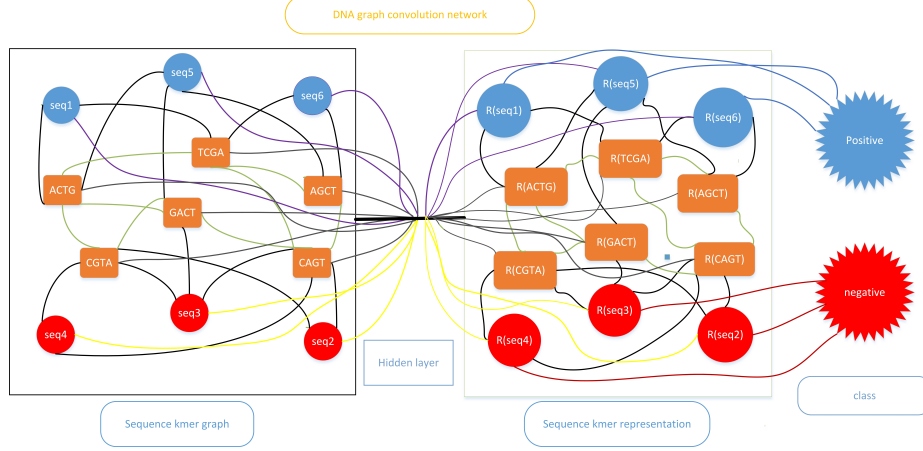 DNA graph convolution network
seq5
seq1
seq6
TCGA
ACTG
AGCT
GACT
CGTA
CAGT
seq3
seq4
seq2
Hidden layer
Sequence kmer graph
R(seq5)
R(seq1)
R(seq6)
R(TCGA)
R(ACTG)
R(AGCT)
R(GACT)
R(CGTA)
R(CAGT)
R(seq3)
R(seq4)
R(seq2)
Sequence kmer representation
Positive
negative
class